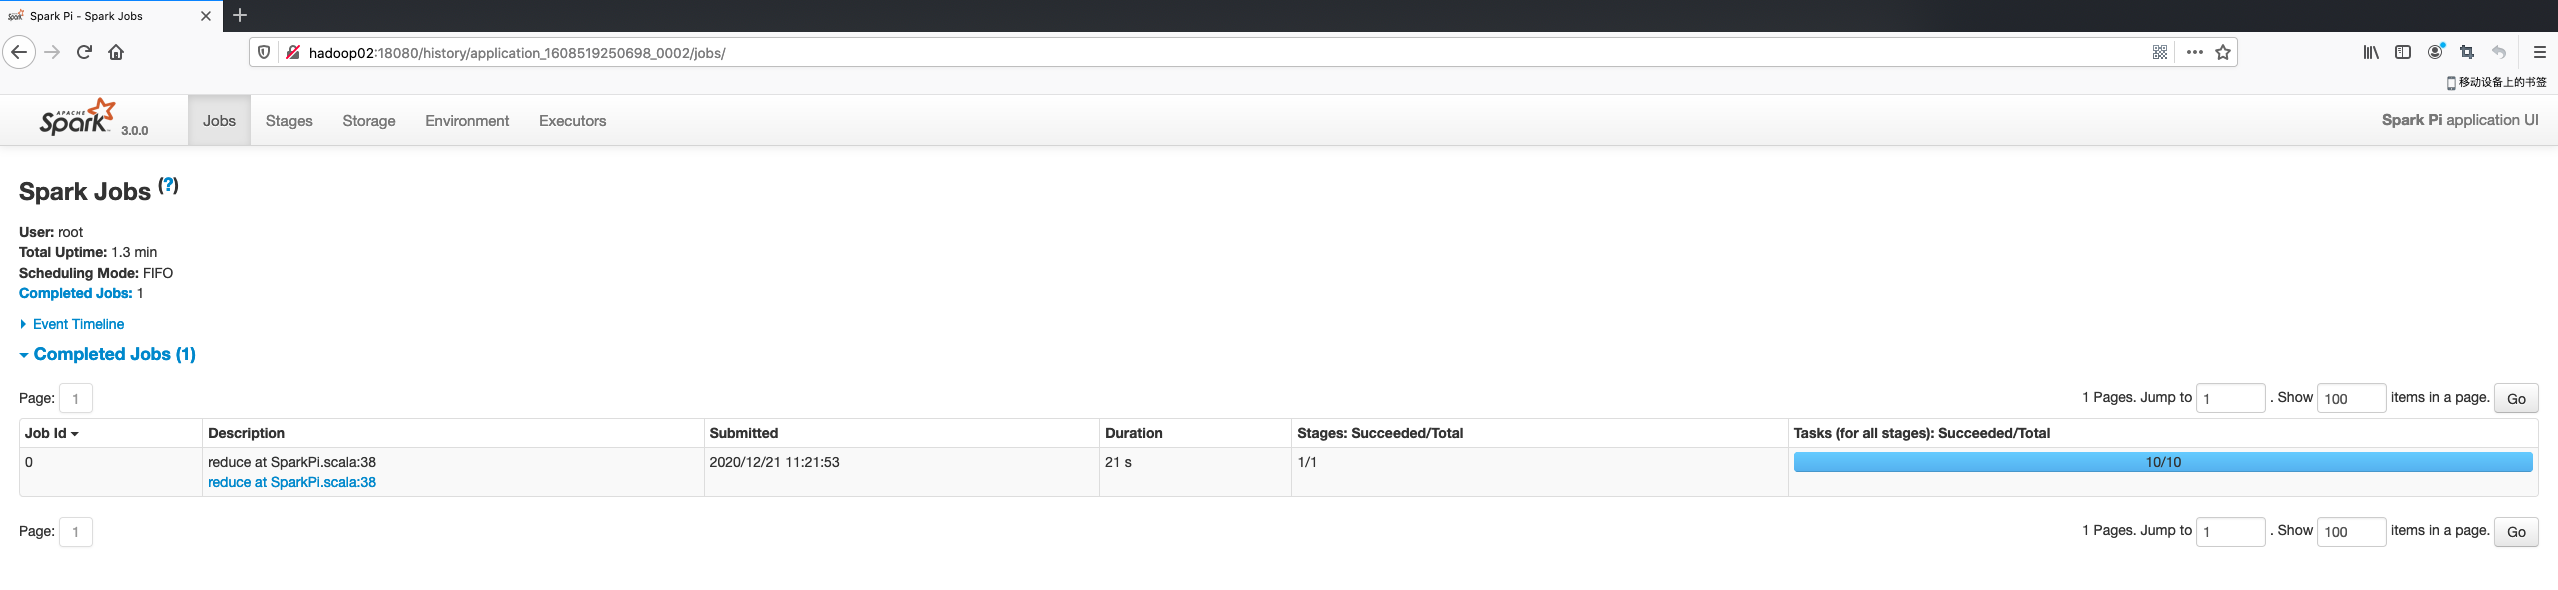 Spark Pi - Spark Jobs
hadoop02:18080/history/application_1608519250698_0002/jobs/
移动设备上的书签
APACHE Spark 3.0.0 Jobs Stages Storage Environment Executors Spark Pi application UI
Spark Jobs (?)
User: root
Total Uptime: 1.3 min
Scheduling Mode: FIFO
Completed Jobs: 1
Event Timeline
Completed Jobs (1)
Page: 1 1 Pages. Jump to 1 . Show 100 items in a page. Go
Job Id Description Submitted Duration Stages: Succeeded/Total Tasks (for all stages): Succeeded/Total
0 reduce at SparkPi.scala:38 2020/12/21 11:21:53 21 s 1/1 10/10
reduce at SparkPi.scala:38
Page: 1 1 Pages. Jump to 1 . Show 100 items in a page. Go